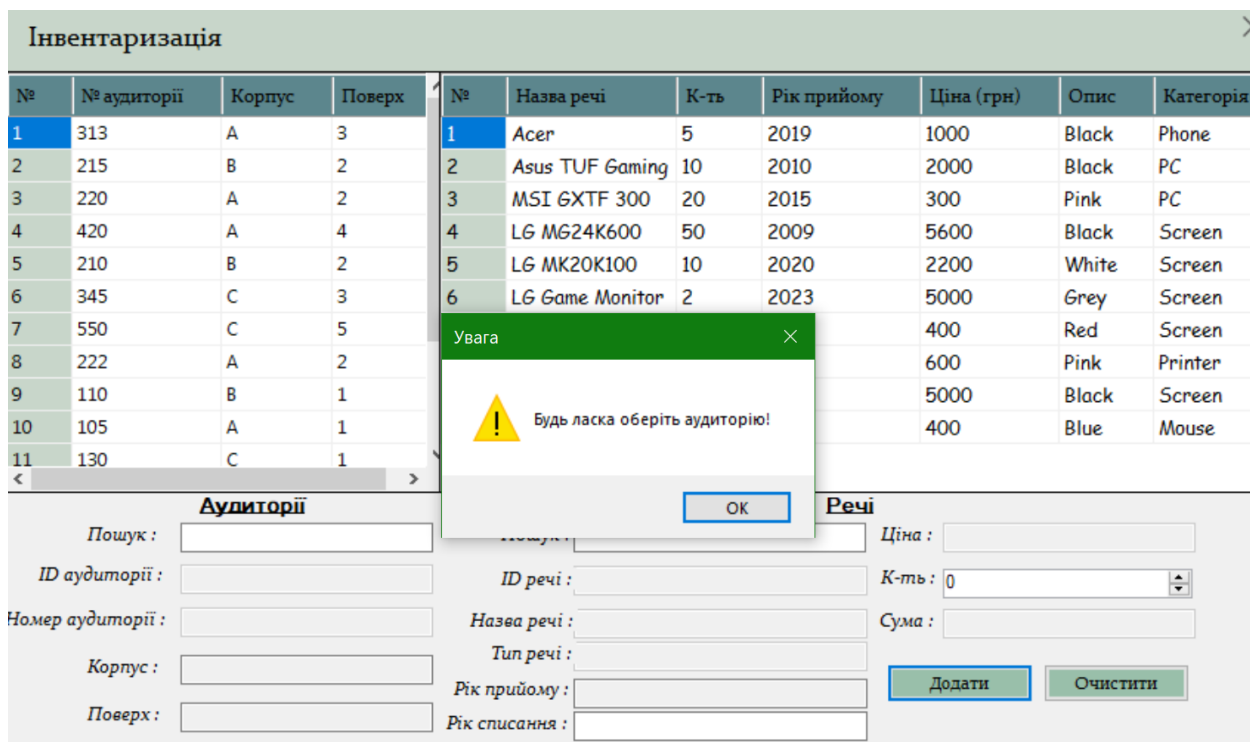 Інвентаризація
№ № аудиторії Корпус Поверх
1 313 A 3
2 215 B 2
3 220 A 2
4 420 A 4
5 210 B 2
6 345 C 3
7 550 C 5
8 222 A 2
9 110 B 1
10 105 A 1
11 130 C 1
№ Назва речі К-ть Рік прийому Ціна (грн) Опис Категорія
1 Acer 5 2019 1000 Black Phone
2 Asus TUF Gaming 10 2010 2000 Black PC
3 MSI GXTF 300 20 2015 300 Pink PC
4 LG MG24K600 50 2009 5600 Black Screen
5 LG MK20K100 10 2020 2200 White Screen
6 LG Game Monitor 2 2023 5000 Grey Screen
400 Red Screen
600 Pink Printer
5000 Black Screen
400 Blue Mouse
Увага
Будь ласка оберіть аудиторію!
OK
Аудиторії
Пошук :
ID аудиторії :
Номер аудиторії :
Корпус :
Поверх :
Речі
Пошук :
ID речі :
Назва речі :
Тип речі :
Рік прийому :
Рік списання :
Ціна :
К-ть : 0
Сума :
Додати
Очистити